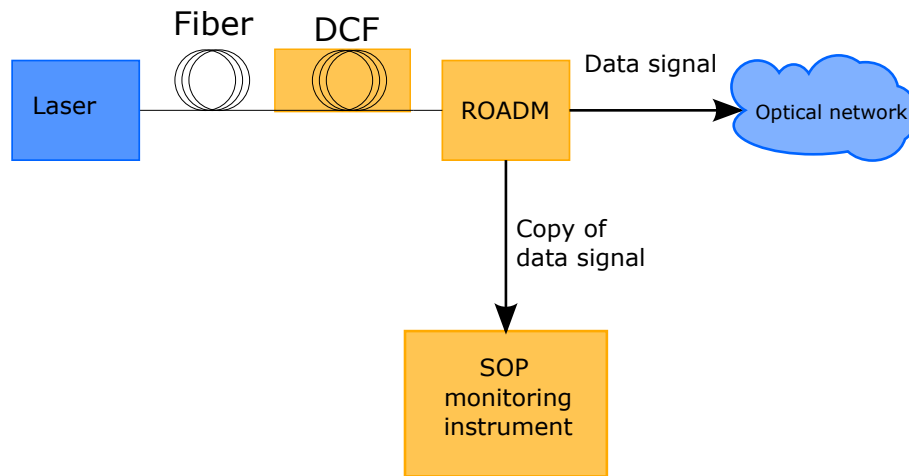 Fiber
DCF
Laser
ROADM
Data signal
Optical network
Copy of
data signal
SOP
monitoring
instrument